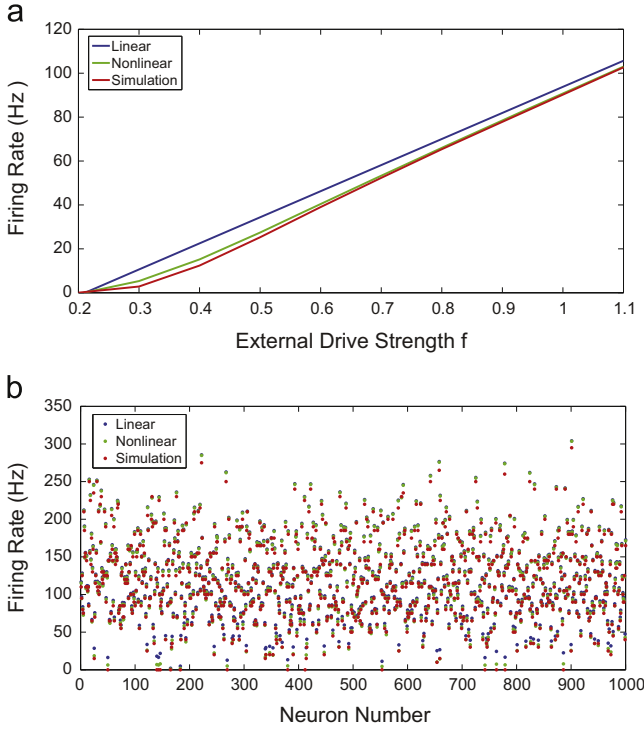 a
120
100
80
60
40
20
0
Firing Rate (Hz )
Linear
Nonlinear
Simulation
0.2 0.3 0.4 0.5 0.6 0.7 0.8 0.9 1 1.1
External Drive Strength f
b
350
300
250
200
150
100
50
0
Firing Rate (Hz)
Linear
Nonlinear
Simulation
0 100 200 300 400 500 600 700 800 900 1000
Neuron Number